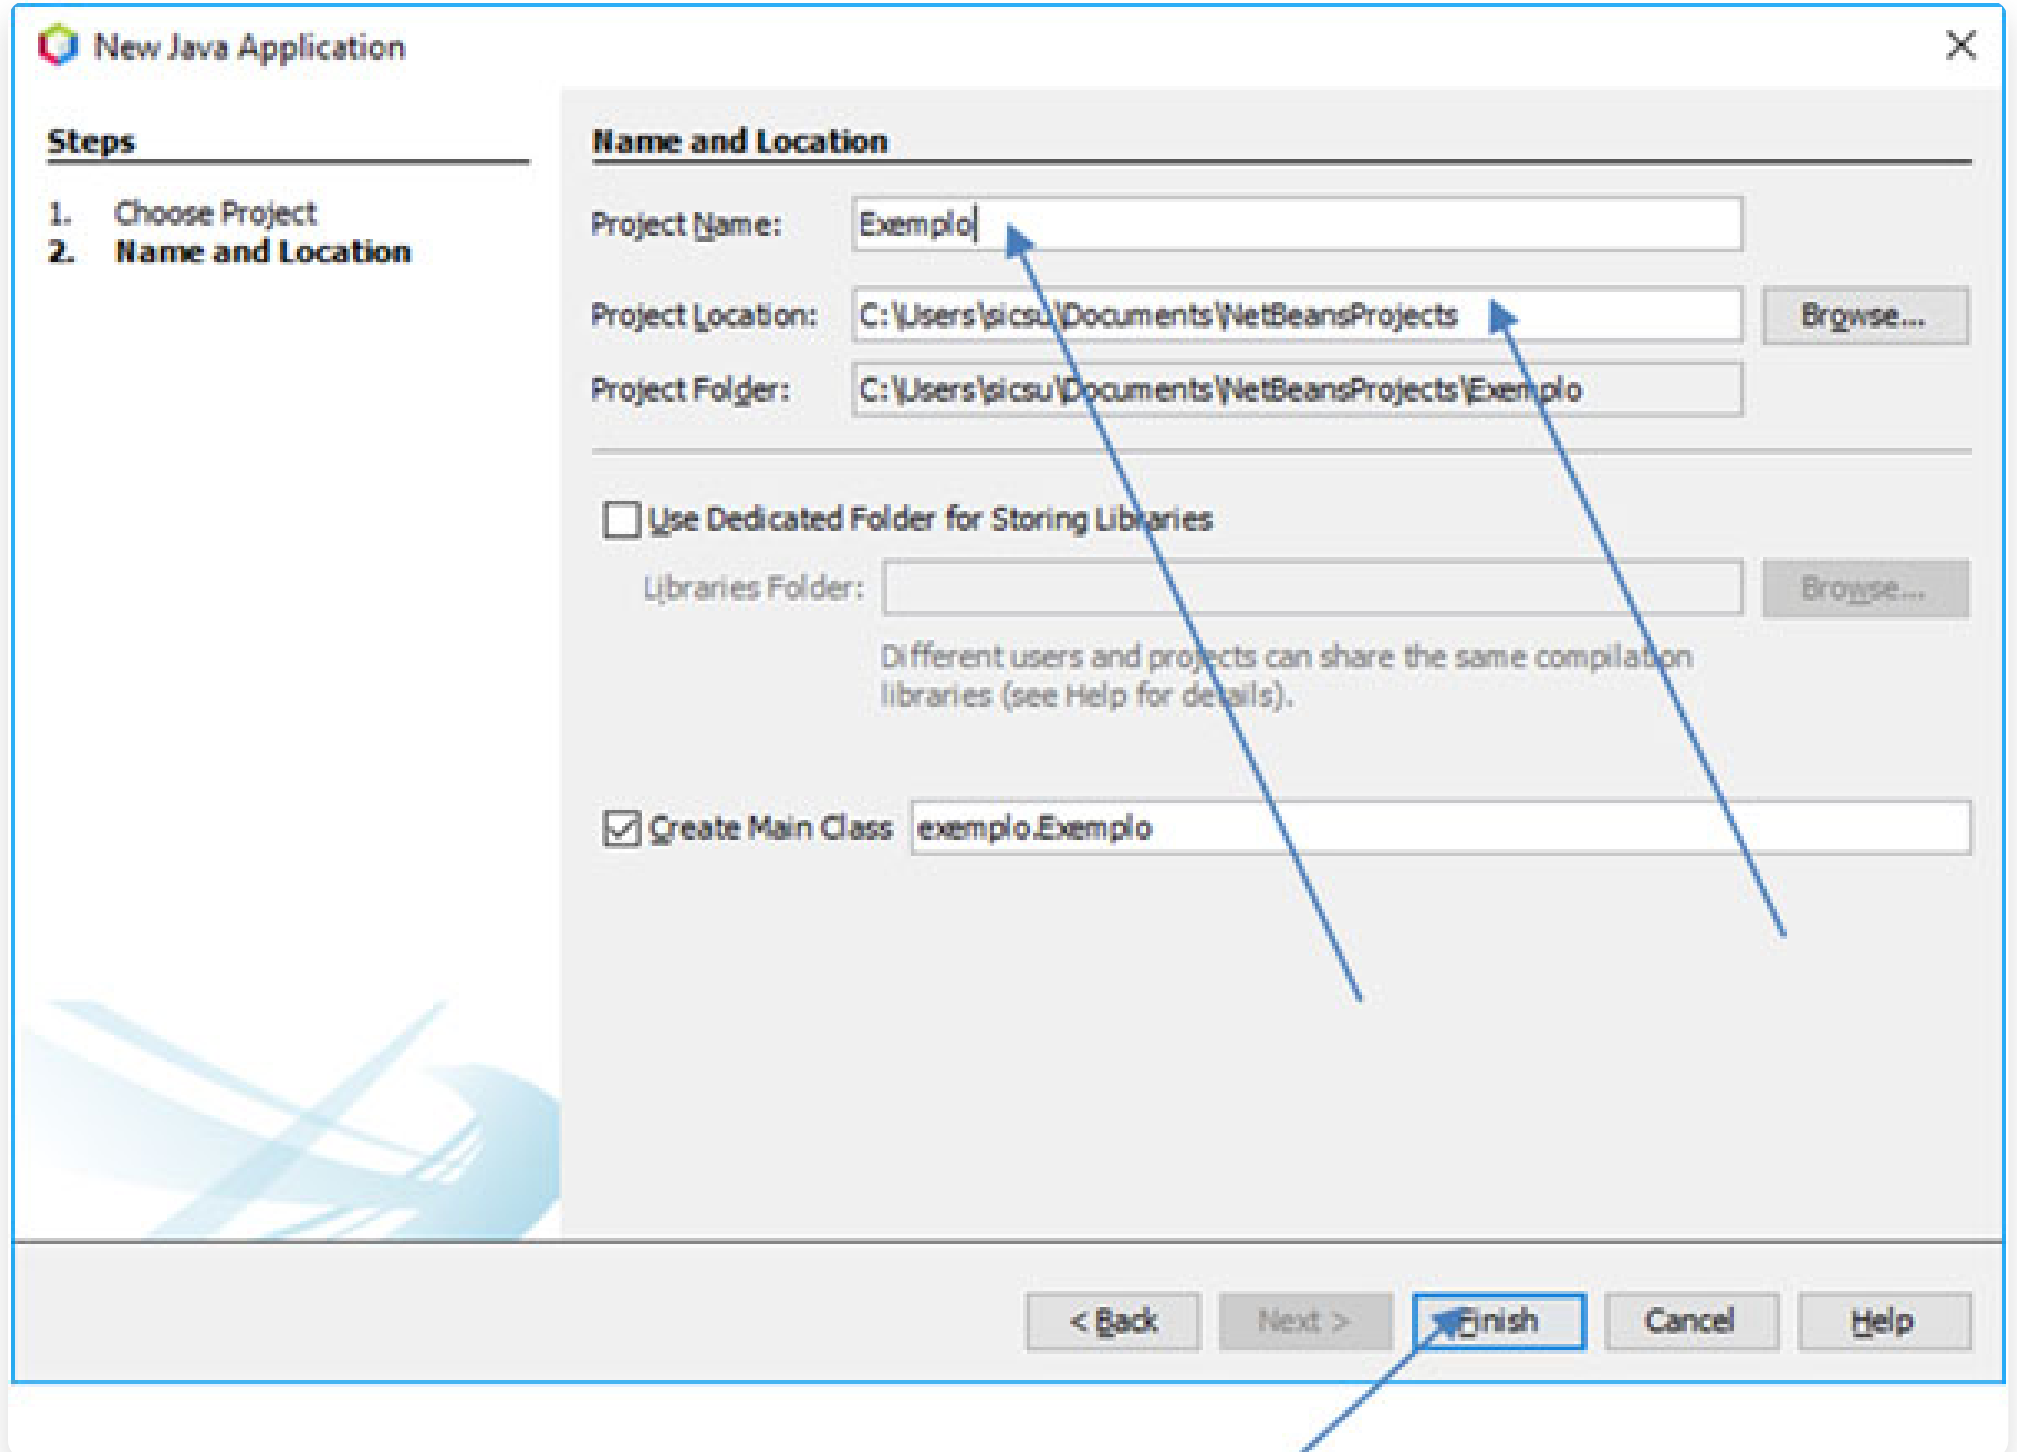 New Java Application
Steps
1. Choose Project
2. Name and Location
Name and Location
Project Name: Exemplo
Project Location: C:\Users\sicsu\Documents\NetBeansProjects Browse...
Project Folder: C:\Users\sicsu\Documents\NetBeansProjects\Exemplo
Use Dedicated Folder for Storing Libraries
Libraries Folder: Browse...
Different users and projects can share the same compilation
libraries (see Help for details).
Create Main Class exemplo.Exemplo
< Back Next > Finish Cancel Help